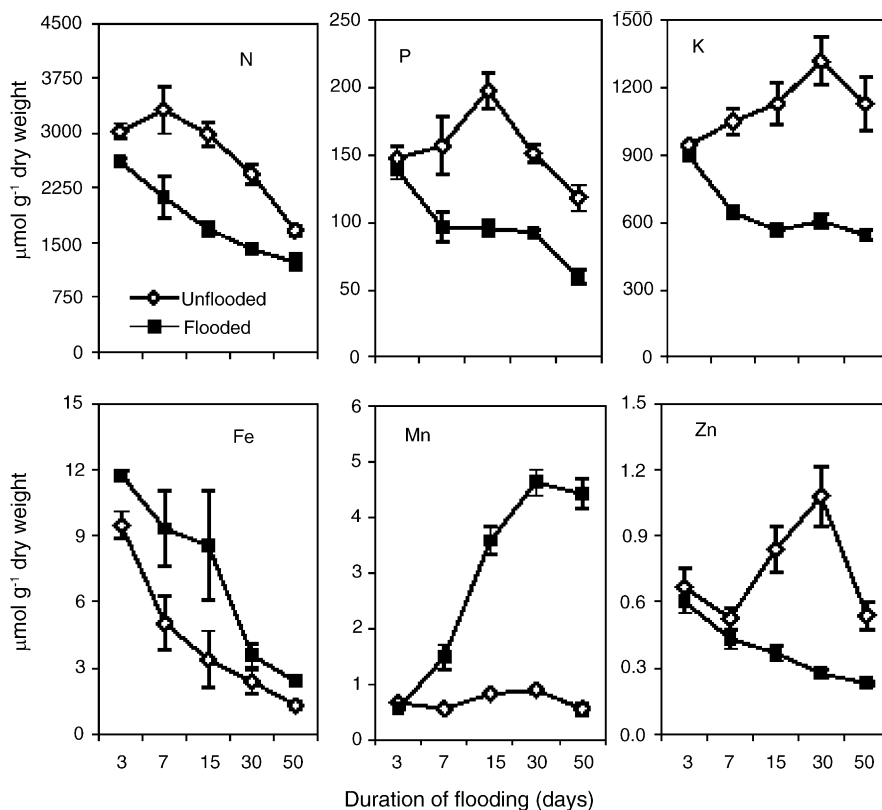 4500
3750
3000
2250
1500
750
0
N
Unflooded
Flooded
250
200
150
100
50
0
P
1500
1200
900
600
300
0
K
μmol g-1 dry weight
15
12
9
6
3
0
Fe
3 7 15 30 50
6
5
4
3
2
1
0
Mn
3 7 15 30 50
1.5
1.2
0.9
0.6
0.3
0.0
Zn
3 7 15 30 50
μmol g-1 dry weight
Duration of flooding (days)